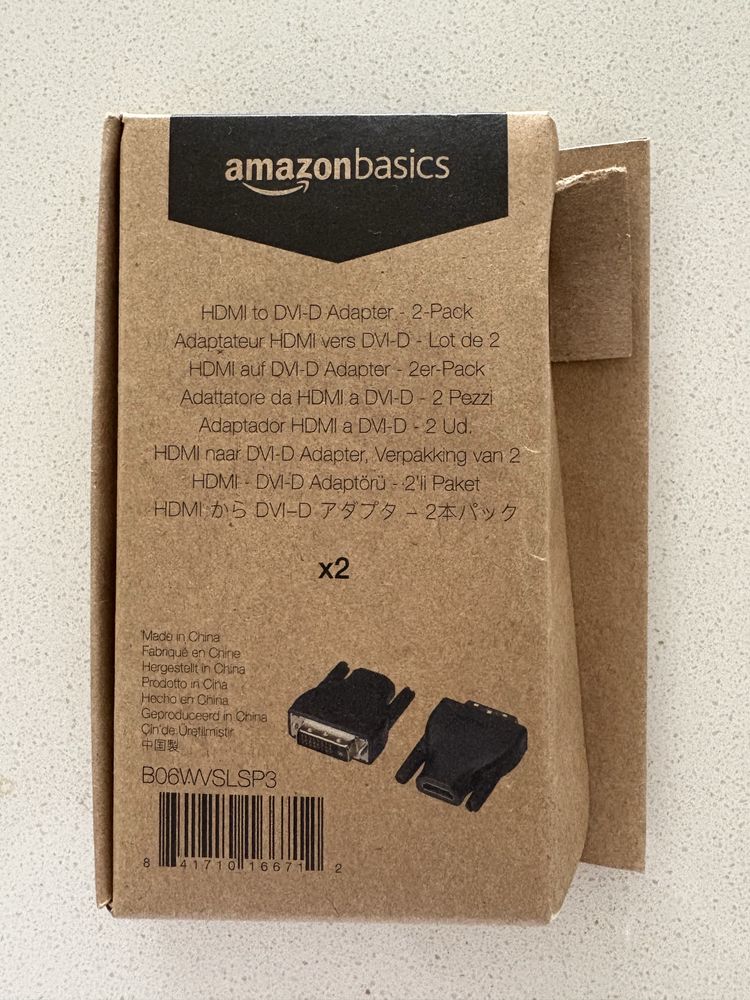 amazonbasics
HDMI to DVI-D Adapter - 2-Pack
Adaptateur HDMI vers DVI-D - Lot de 2
HDMI auf DVI-D Adapter - 2er-Pack
Adattatore da HDMI a DVI-D - 2 Pezzi
Adaptador HDMI a DVI-D - 2 Ud.
HDMI naar DVI-D Adapter, Verpakking van 2
HDMI - DVI-D Adaptörü - 2'li Paket
HDMI から DVI-D アダプタ - 2本パック
x2
Made in China
Fabriqué en Chine
Hergestellt in China
Prodotto in Cina
Hecho en China
Geproduceerd in China
Çin'de Üretilmiştir
中国製
B06WVSLSP3
8 41710 16671 2